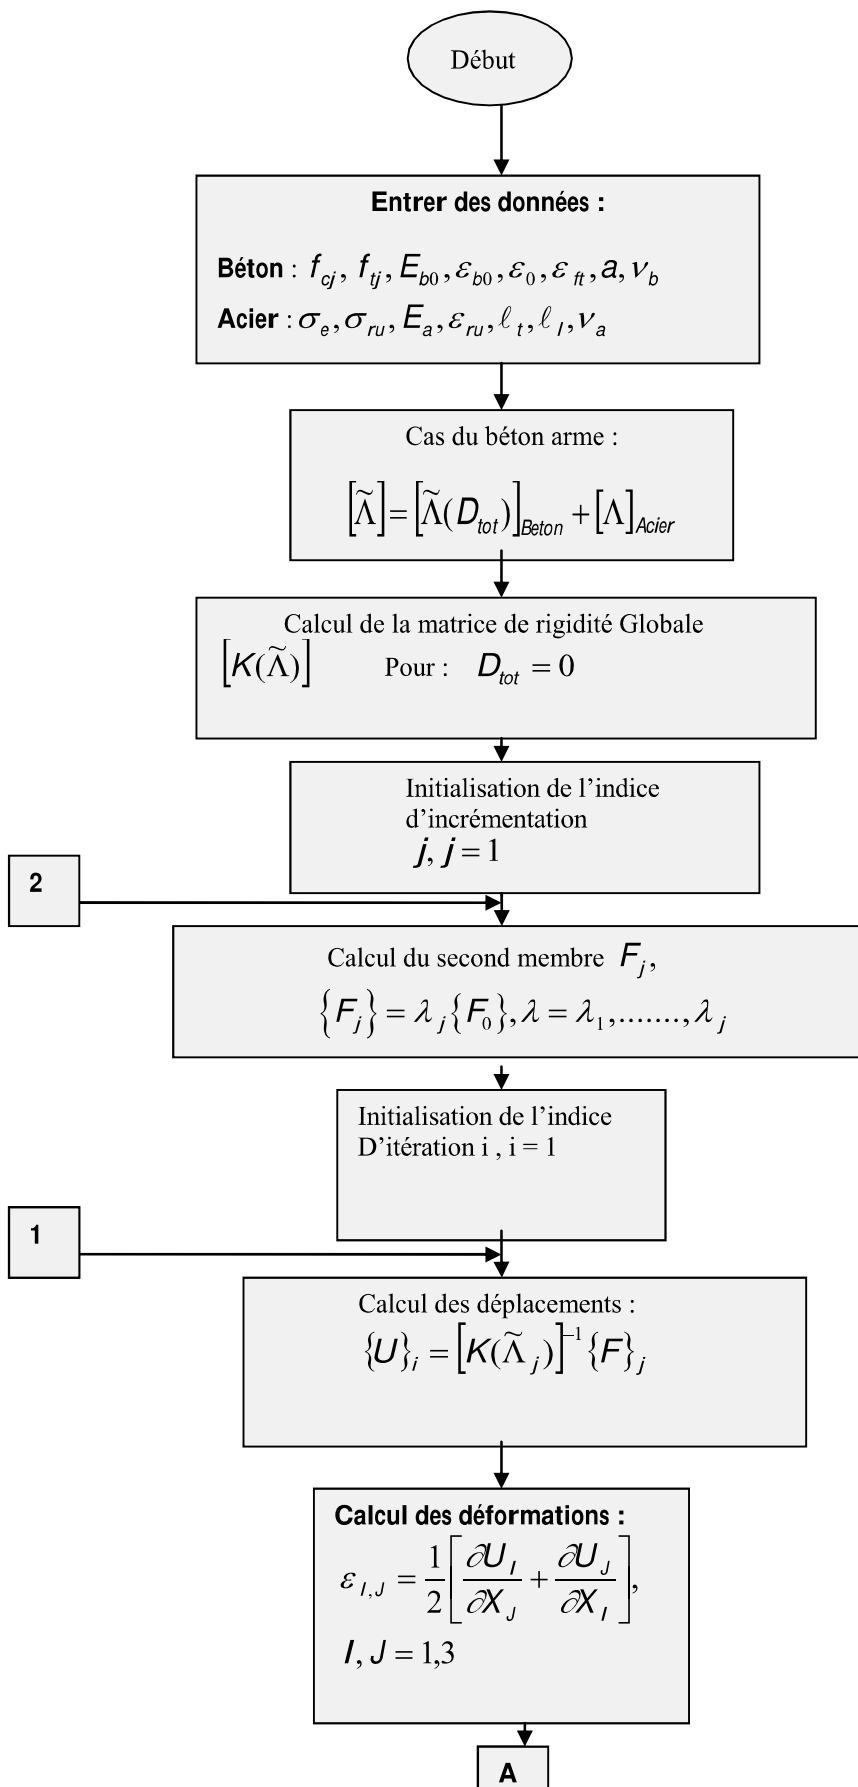 Début
Entrer des données :
Béton : f_cj, f_tj, E_b0, ε_b0, ε_0, ε_ft, a, ν_b
Acier : σ_e, σ_ru, E_a, ε_ru, ℓ_t, ℓ_l, ν_a
Cas du béton arme :
[Λ̃] = [Λ̃(D_tot)]_Beton + [Λ]_Acier
Calcul de la matrice de rigidité Globale
[K(Λ̃)] Pour : D_tot = 0
Initialisation de l’indice
d’incrémentation
j, j = 1
2
Calcul du second membre F_j,
{F_j} = λ_j {F_0}, λ = λ_1,......., λ_j
Initialisation de l’indice
D’itération i , i = 1
1
Calcul des déplacements :
{U}_i = [K(Λ̃_j)]^-1 {F}_j
Calcul des déformations :
ε_I,J = 1/2 [∂U_I/∂X_J + ∂U_J/∂X_I],
I, J = 1,3
A